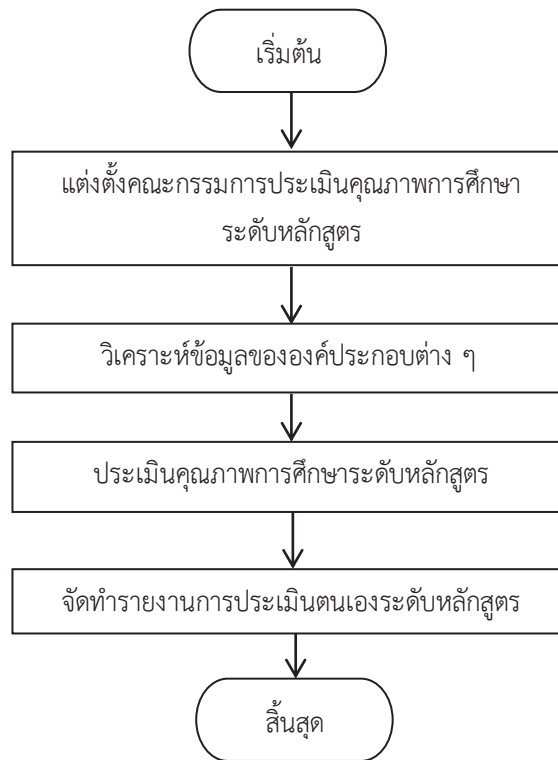 เริ่มต้น
แต่งตั้งคณะกรรมการประเมินคุณภาพการศึกษา
ระดับหลักสูตร
วิเคราะห์ข้อมูลขององค์ประกอบต่าง ๆ
ประเมินคุณภาพการศึกษาระดับหลักสูตร
จัดทำรายงานการประเมินตนเองระดับหลักสูตร
สิ้นสุด